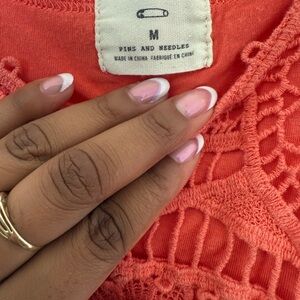 M
PINS AND NEEDLES
MADE IN CHINA FABRIQUÉ EN CHINE